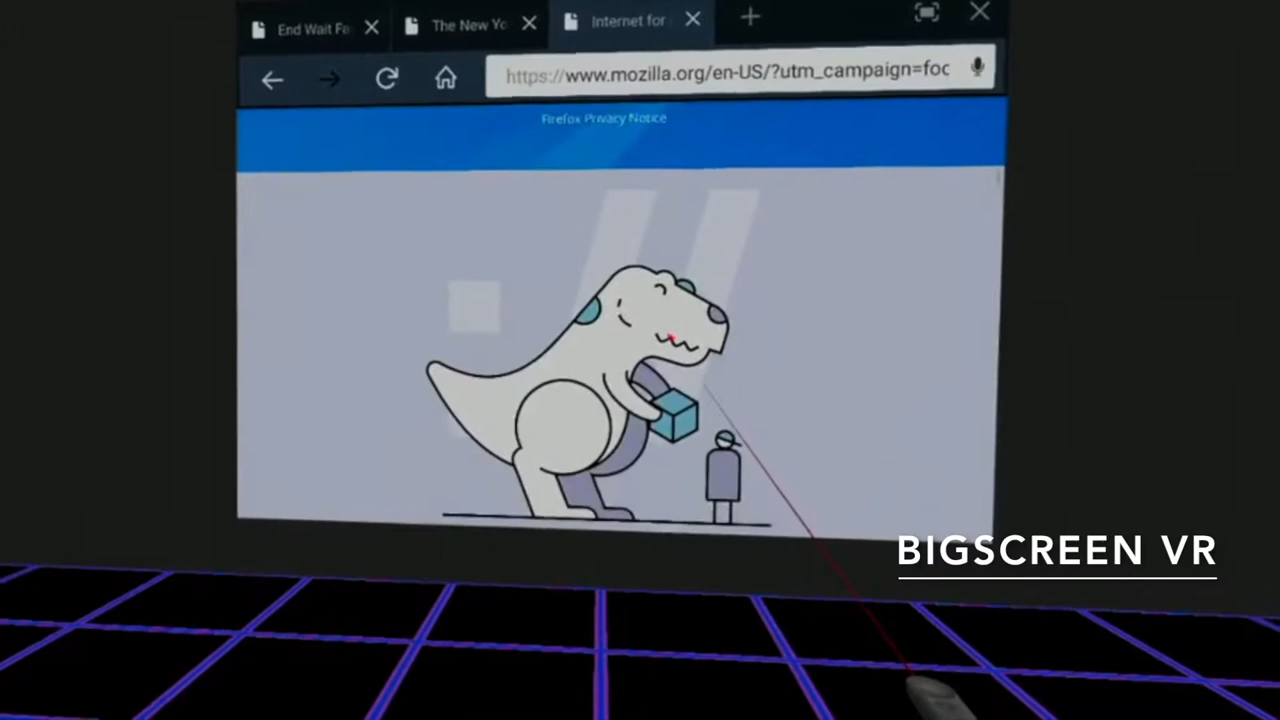 End Wait Fa
The New Yo
Internet for
https://www.mozilla.org/en-US/?utm_campaign=foc
Firefox Privacy Notice
BIGSCREEN VR